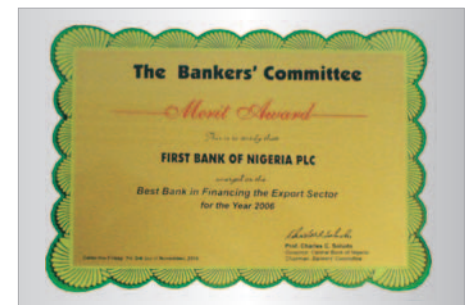 The Bankers' Committee
Merit Award
This is to certify that
FIRST BANK OF NIGERIA PLC
emerged as the
Best Bank in Financing the Export Sector
for the Year 2006
Prof. Charles C. Soludo
Governor, Central Bank of Nigeria
Chairman, Bankers' Committee
November,